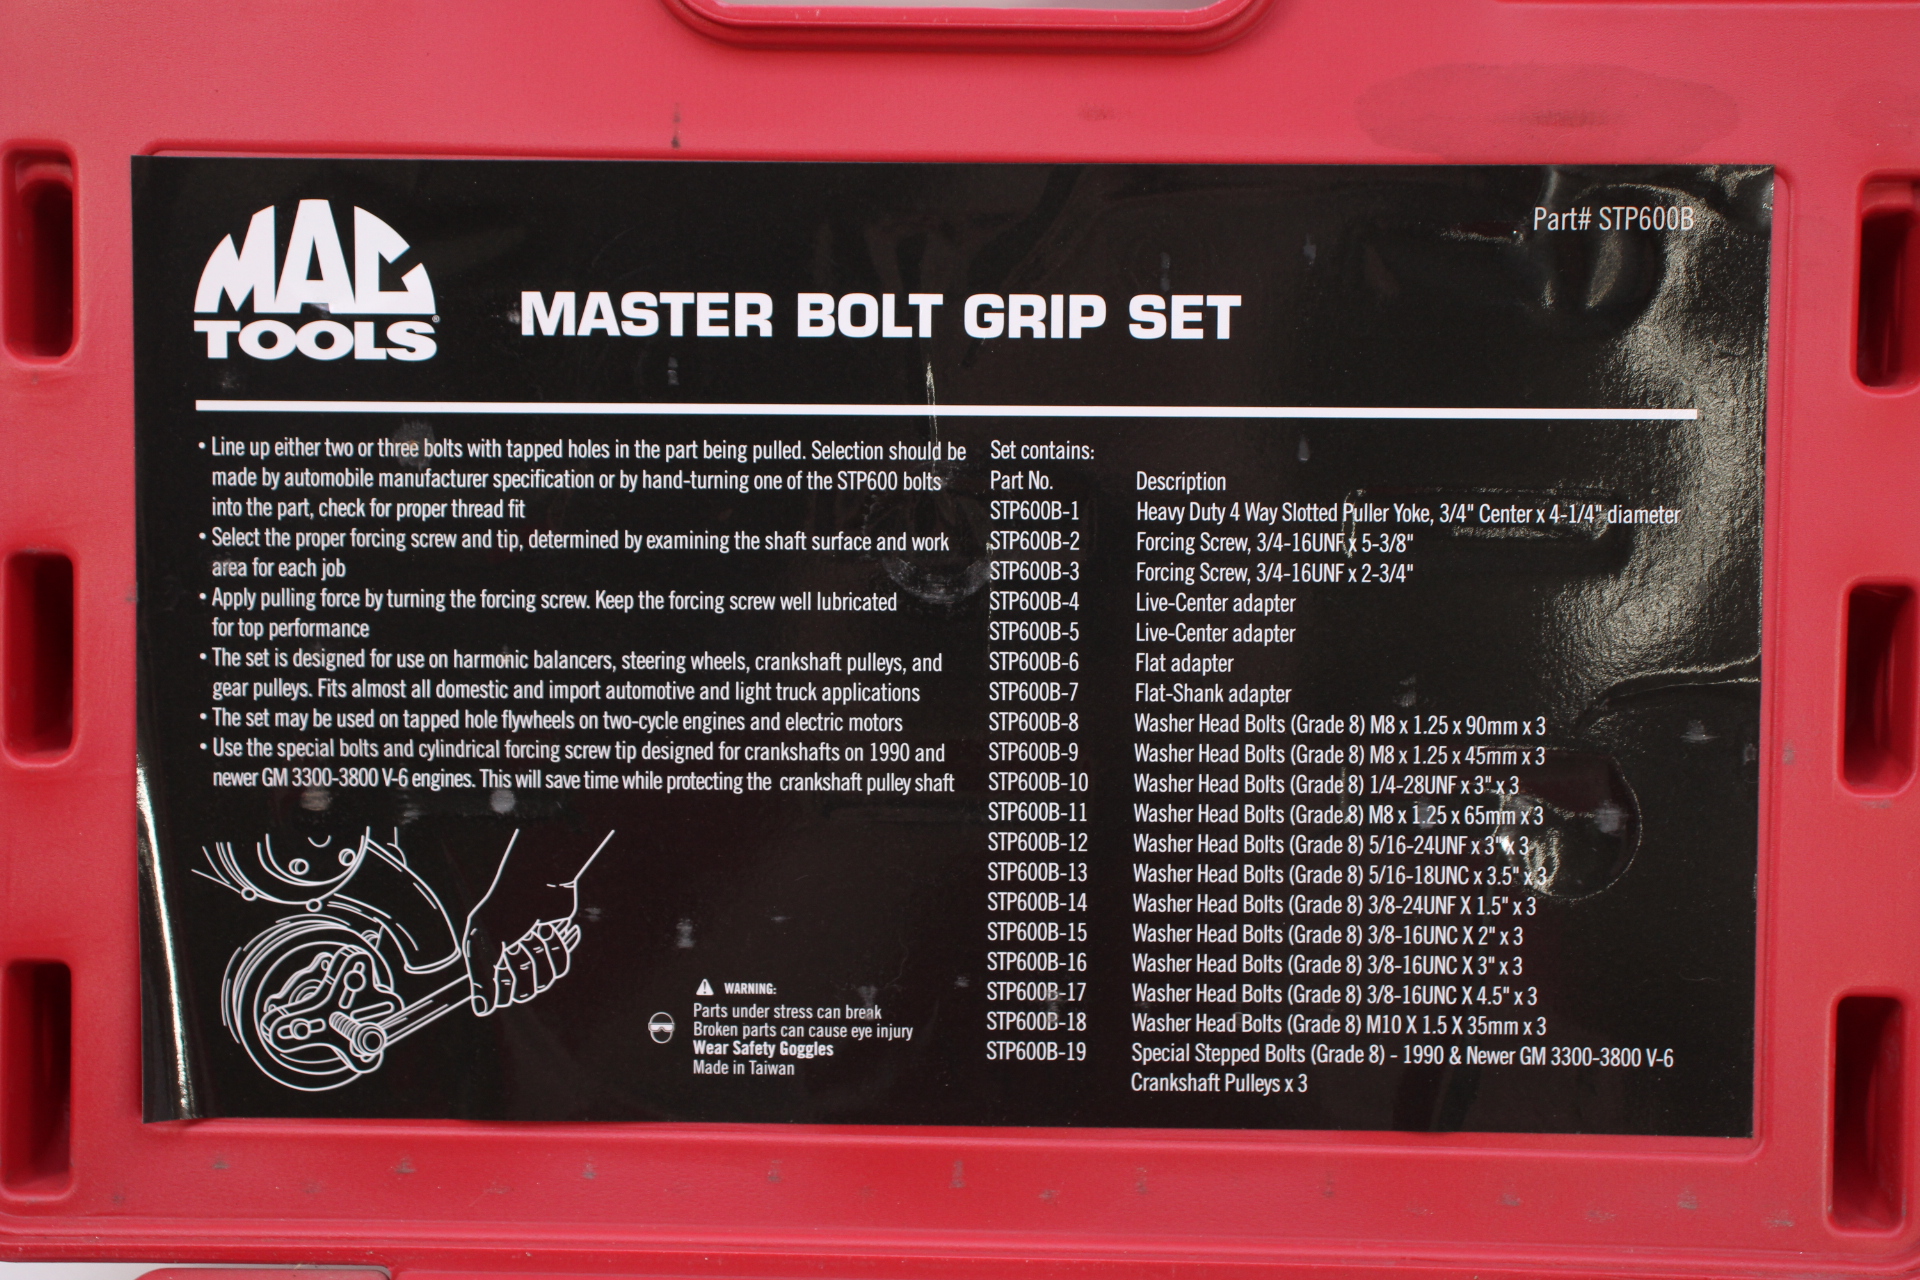 MAC
TOOLS®
Part# STP600B
MASTER BOLT GRIP SET
• Line up either two or three bolts with tapped holes in the part being pulled. Selection should be
made by automobile manufacturer specification or by hand-turning one of the STP600 bolts
into the part, check for proper thread fit
• Select the proper forcing screw and tip, determined by examining the shaft surface and work
area for each job
• Apply pulling force by turning the forcing screw. Keep the forcing screw well lubricated
for top performance
• The set is designed for use on harmonic balancers, steering wheels, crankshaft pulleys, and
gear pulleys. Fits almost all domestic and import automotive and light truck applications
• The set may be used on tapped hole flywheels on two-cycle engines and electric motors
• Use the special bolts and cylindrical forcing screw tip designed for crankshafts on 1990 and
newer GM 3300-3800 V-6 engines. This will save time while protecting the crankshaft pulley shaft
WARNING:
Parts under stress can break
Broken parts can cause eye injury
Wear Safety Goggles
Made in Taiwan
Set contains:
Part No. Description
STP600B-1 Heavy Duty 4 Way Slotted Puller Yoke, 3/4" Center x 4-1/4" diameter
STP600B-2 Forcing Screw, 3/4-16UNF x 5-3/8"
STP600B-3 Forcing Screw, 3/4-16UNF x 2-3/4"
STP600B-4 Live-Center adapter
STP600B-5 Live-Center adapter
STP600B-6 Flat adapter
STP600B-7 Flat-Shank adapter
STP600B-8 Washer Head Bolts (Grade 8) M8 x 1.25 x 90mm x 3
STP600B-9 Washer Head Bolts (Grade 8) M8 x 1.25 x 45mm x 3
STP600B-10 Washer Head Bolts (Grade 8) 1/4-28UNF x 3" x 3
STP600B-11 Washer Head Bolts (Grade 8) M8 x 1.25 x 65mm x 3
STP600B-12 Washer Head Bolts (Grade 8) 5/16-24UNF x 3" x 3
STP600B-13 Washer Head Bolts (Grade 8) 5/16-18UNC x 3.5" x 3
STP600B-14 Washer Head Bolts (Grade 8) 3/8-24UNF X 1.5" x 3
STP600B-15 Washer Head Bolts (Grade 8) 3/8-16UNC X 2" x 3
STP600B-16 Washer Head Bolts (Grade 8) 3/8-16UNC X 3" x 3
STP600B-17 Washer Head Bolts (Grade 8) 3/8-16UNC X 4.5" x 3
STP600B-18 Washer Head Bolts (Grade 8) M10 X 1.5 X 35mm x 3
STP600B-19 Special Stepped Bolts (Grade 8) - 1990 & Newer GM 3300-3800 V-6
Crankshaft Pulleys x 3